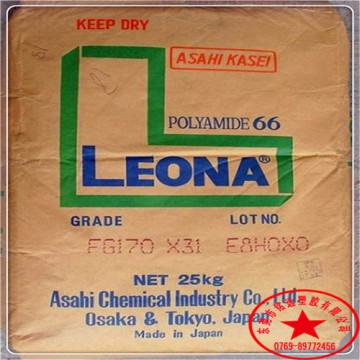 KEEP DRY
ASAHI KASEI
POLYAMIDE 66
LEONA®
GRADE LOT NO.
FG170 X31 E8H0X0
NET 25kg
Asahi Chemical Industry Co., Ltd.
Osaka & Tokyo, Japan
Made in Japan
0769-89772456